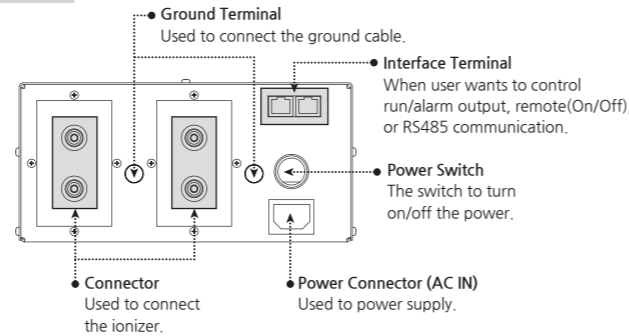 Ground Terminal
Used to connect the ground cable.
Interface Terminal
When user wants to control
run/alarm output, remote(On/Off)
or RS485 communication.
Power Switch
The switch to turn
on/off the power.
Connector
Used to connect
the ionizer.
Power Connector (AC IN)
Used to power supply.